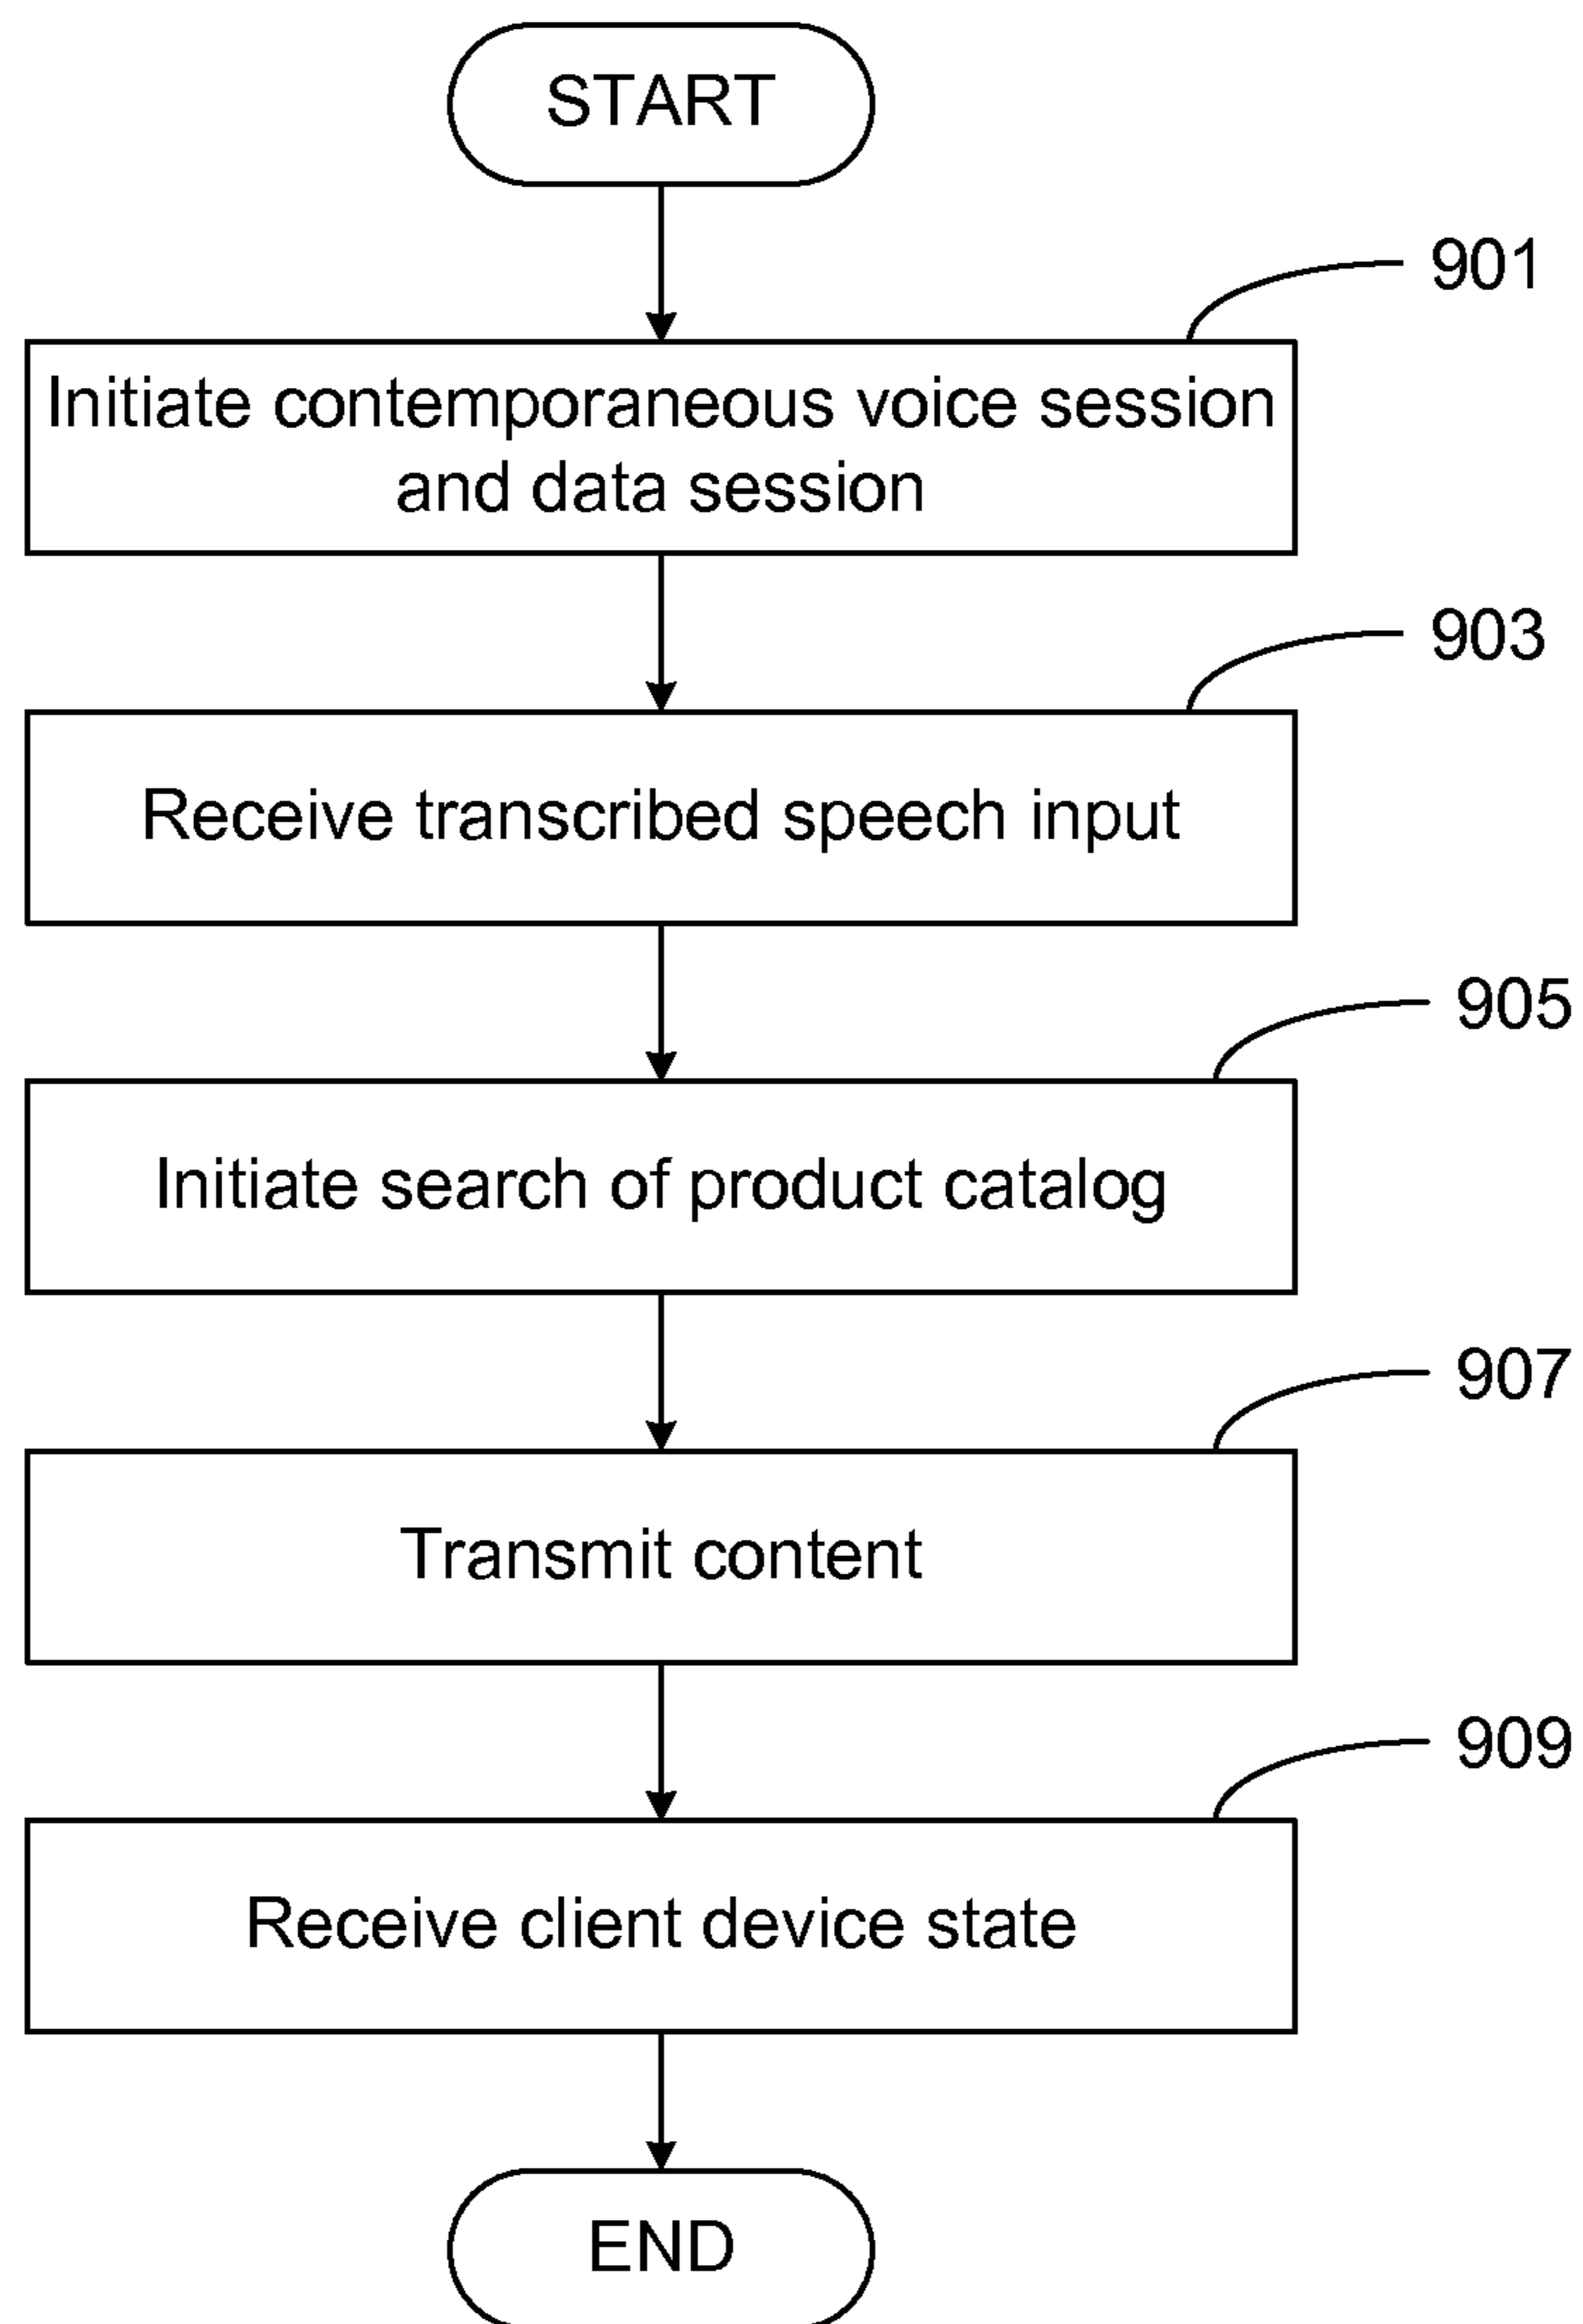 START
901
Initiate contemporaneous voice session
and data session
903
Receive transcribed speech input
905
Initiate search of product catalog
907
Transmit content
909
Receive client device state
END